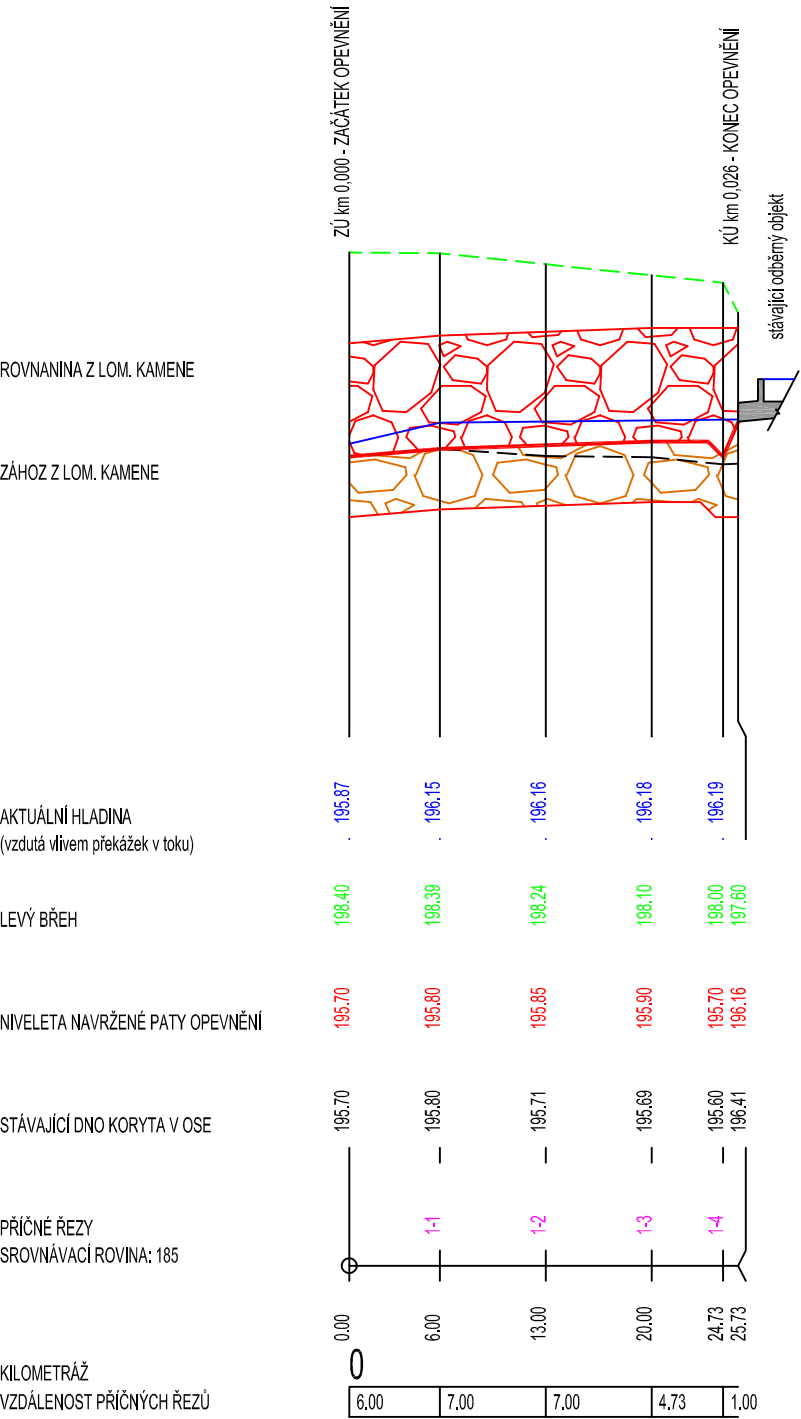 ZÚ km 0,000 - ZAČÁTEK OPEVNĚNÍ
KÚ km 0,026 - KONEC OPEVNĚNÍ
stávající odběrný objekt
ROVNANINA Z LOM. KAMENE
ZÁHOZ Z LOM. KAMENE
AKTUÁLNÍ HLADINA
(vzdutá vlivem překážek v toku)
195.87 196.15 196.16 196.18 196.19
LEVÝ BŘEH
198.40 198.39 198.24 198.10 198.00 197.60
NIVELETA NAVRŽENÉ PATY OPEVNĚNÍ
195.70 195.80 195.85 195.90 195.70 196.16
STÁVAJÍCÍ DNO KORYTA V OSE
195.70 195.80 195.71 195.69 195.60 196.41
PŘÍČNÉ ŘEZY
1-1 1-2 1-3 1-4
SROVNÁVACÍ ROVINA: 185
0.00 6.00 13.00 20.00 24.73 25.73
KILOMETRÁŽ
0
VZDÁLENOST PŘÍČNÝCH ŘEZŮ
6.00 7.00 7.00 4.73 1.00